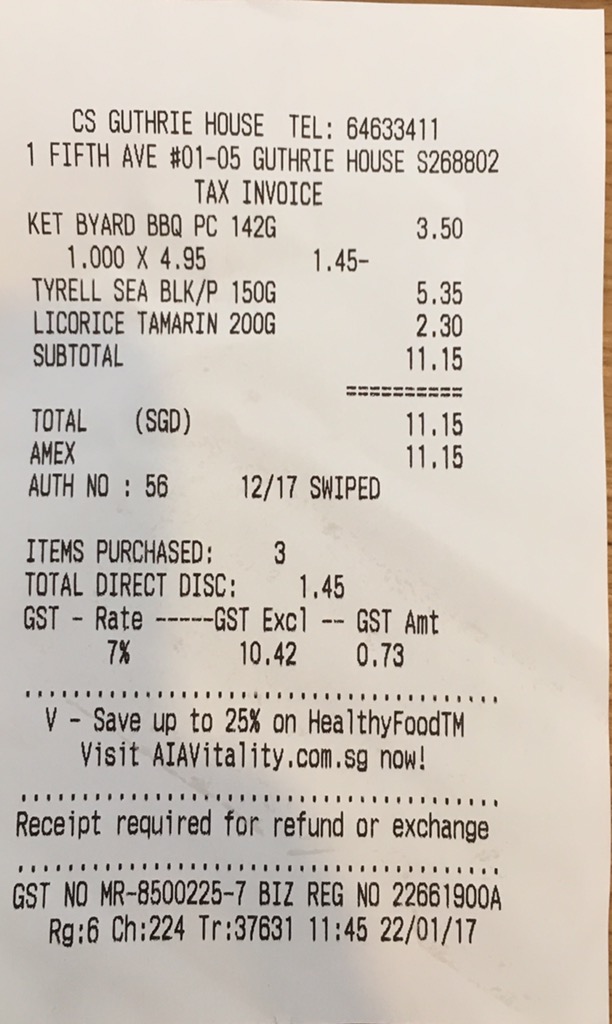 CS GUTHRIE HOUSE TEL: 64633411
1 FIFTH AVE #01-05 GUTHRIE HOUSE S268802
TAX INVOICE
KET BYARD BBQ PC 142G 3.50
1.000 X 4.95 1.45-
TYRELL SEA BLK/P 150G 5.35
LICORICE TAMARIN 200G 2.30
SUBTOTAL 11.15
==========
TOTAL (SGD) 11.15
AMEX 11.15
AUTH NO : 56 12/17 SWIPED
ITEMS PURCHASED: 3
TOTAL DIRECT DISC: 1.45
GST - Rate -----GST Excl -- GST Amt
7% 10.42 0.73
........................................
V - Save up to 25% on HealthyFoodTM
Visit AIAVitality.com.sg now!
........................................
Receipt required for refund or exchange
........................................
GST NO MR-8500225-7 BIZ REG NO 22661900A
Rg:6 Ch:224 Tr:37631 11:45 22/01/17